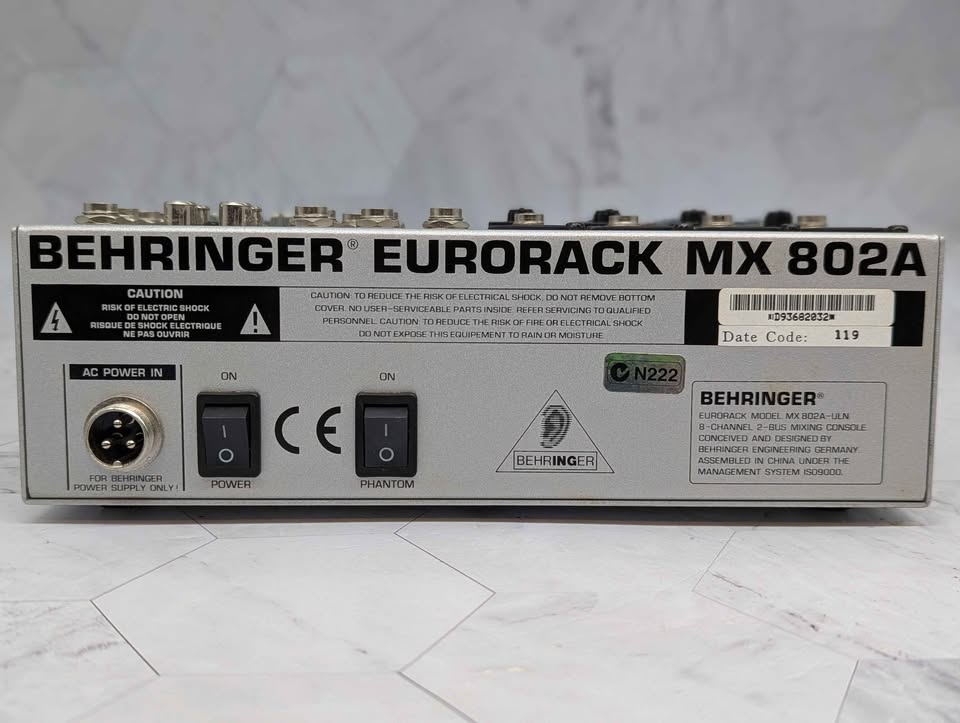 BEHRINGER® EURORACK MX 802A
CAUTION
RISK OF ELECTRIC SHOCK
DO NOT OPEN
RISQUE DE SHOCK ELECTRIQUE
NE PAS OUVRIR
CAUTION: TO REDUCE THE RISK OF ELECTRICAL SHOCK, DO NOT REMOVE BOTTOM
COVER. NO USER-SERVICEABLE PARTS INSIDE. REFER SERVICING TO QUALIFIED
PERSONNEL. CAUTION: TO REDUCE THE RISK OF FIRE OR ELECTRICAL SHOCK
DO NOT EXPOSE THIS EQUIPEMENT TO RAIN OR MOISTURE
*ID93682032*
Date Code: 119
AC POWER IN
FOR BEHRINGER
POWER SUPPLY ONLY!
ON
I
O
POWER
CE
ON
I
O
PHANTOM
N222
BEHRINGER
BEHRINGER®
EURORACK MODEL MX 802A-ULN
8-CHANNEL 2-BUS MIXING CONSOLE
CONCEIVED AND DESIGNED BY
BEHRINGER ENGINEERING GERMANY.
ASSEMBLED IN CHINA UNDER THE
MANAGEMENT SYSTEM ISO9000.